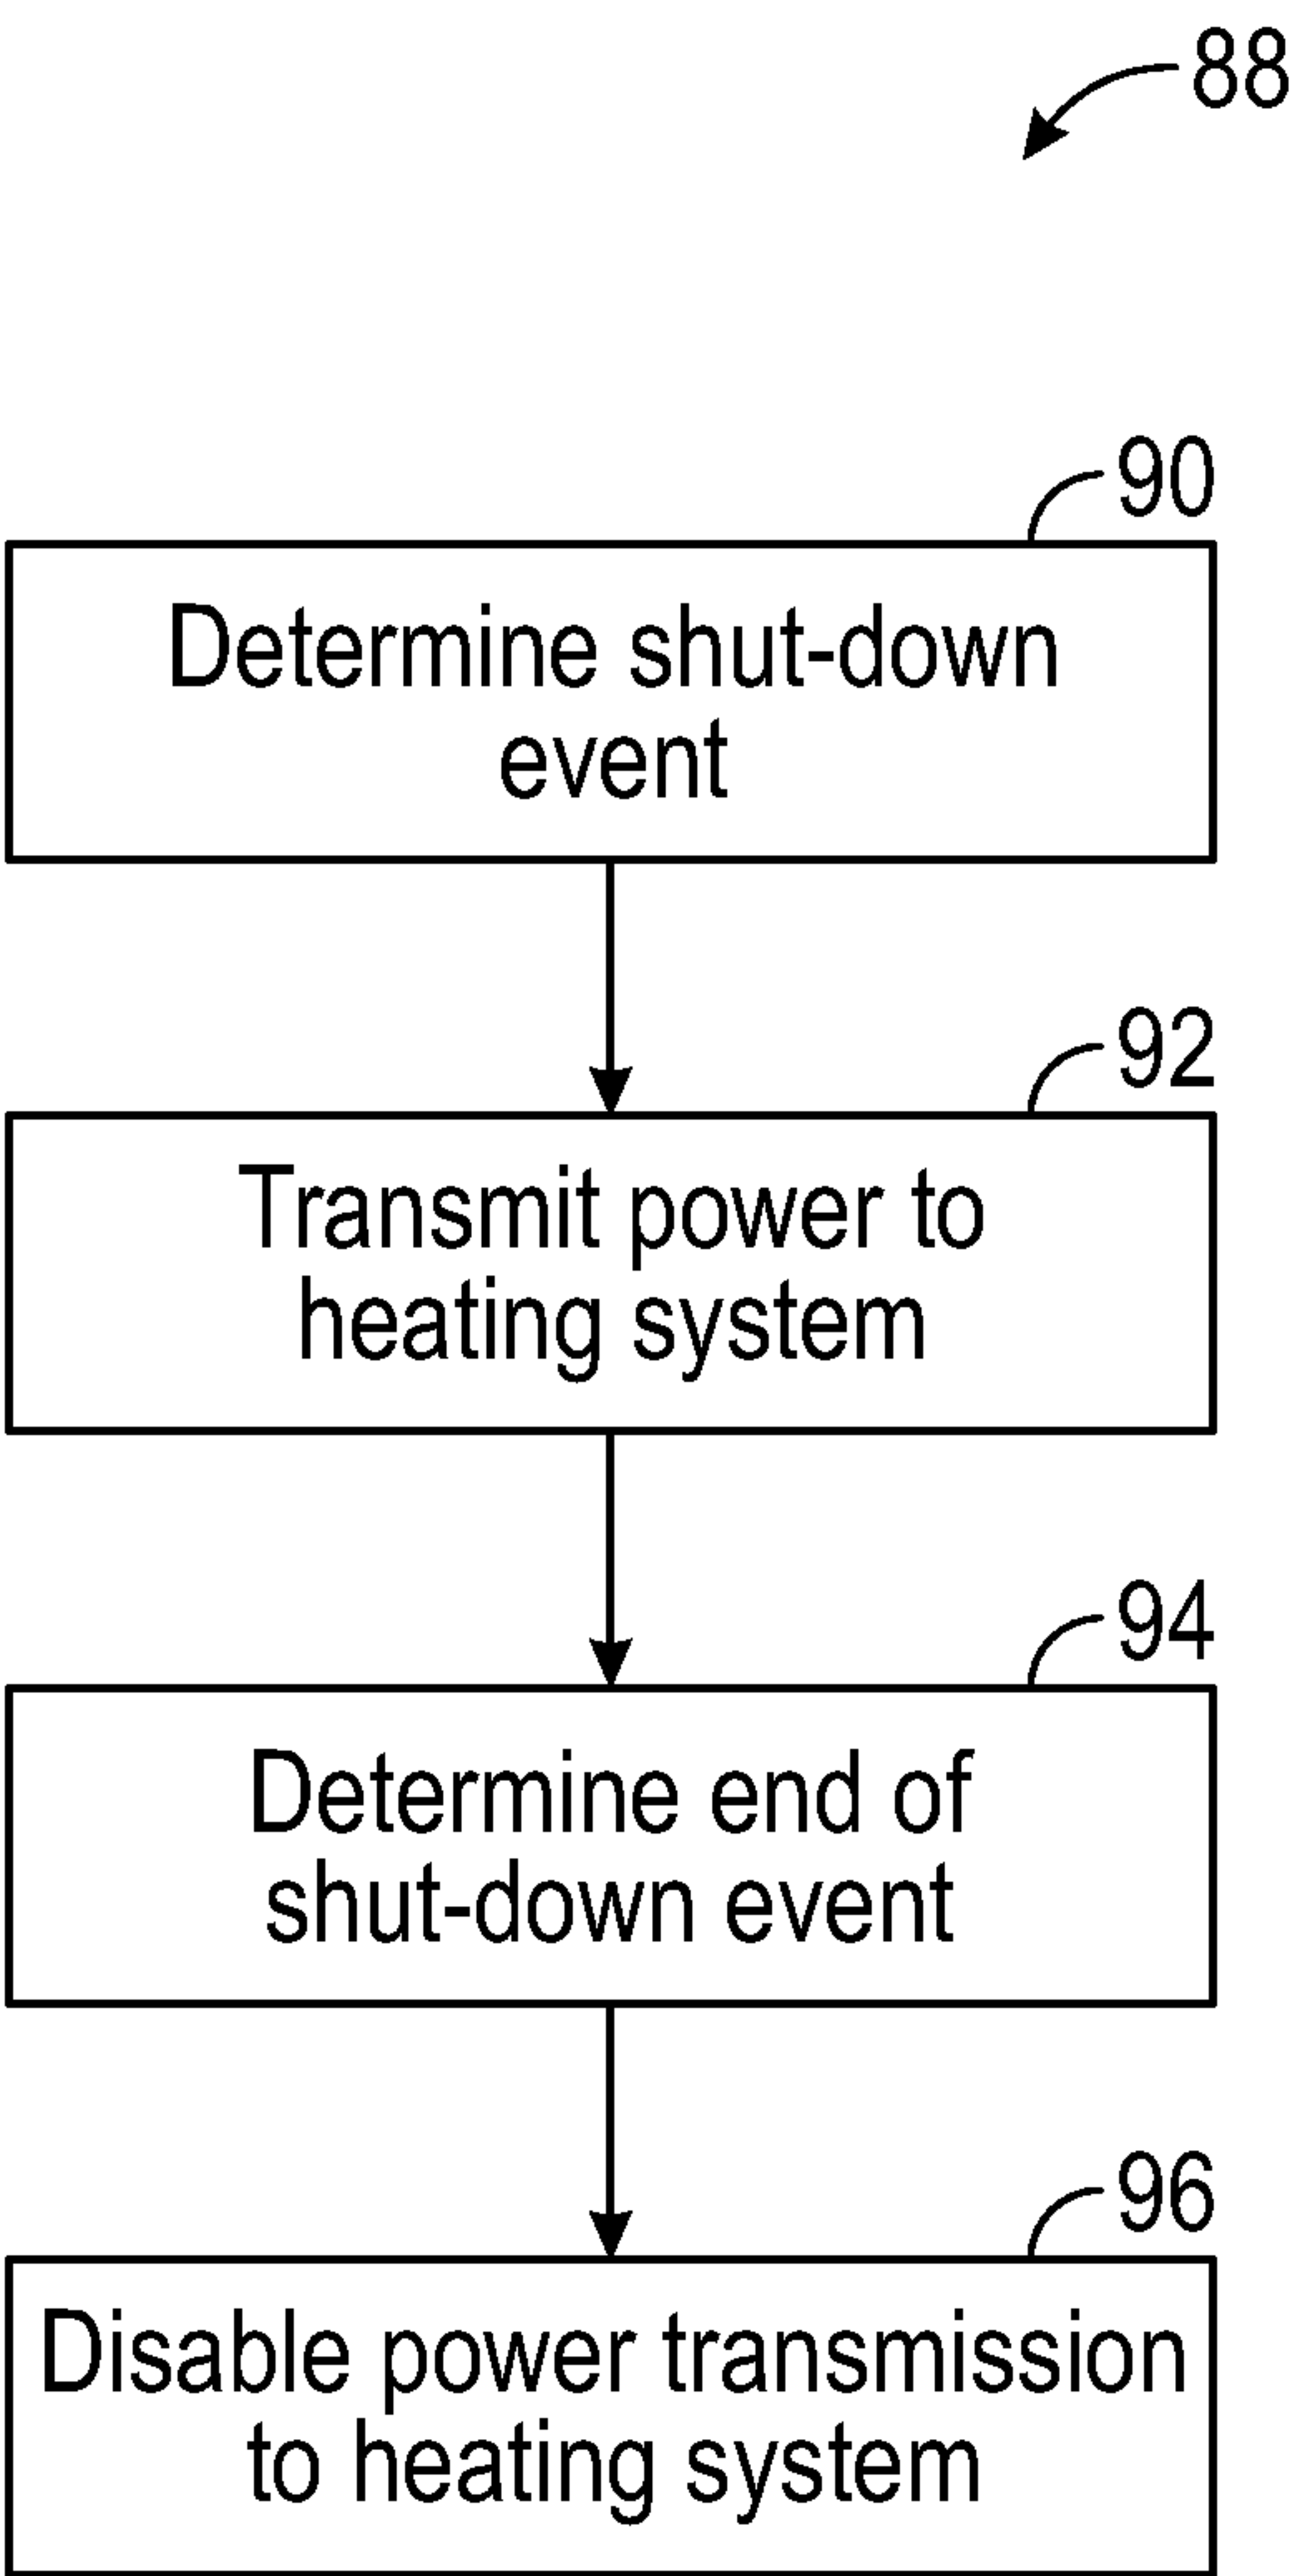 88
90
Determine shut-down
event
92
Transmit power to
heating system
94
Determine end of
shut-down event
96
Disable power transmission
to heating system